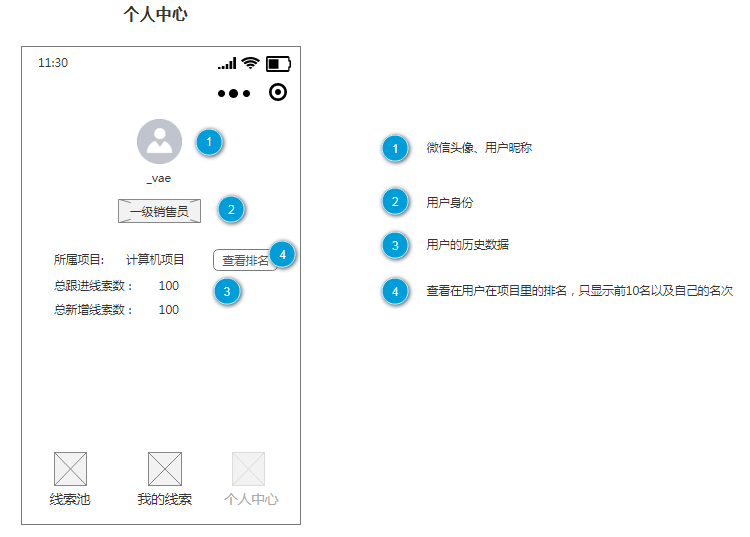 个人中心
11:30
1
_vae
一级销售员
2
所属项目: 计算机项目 查看排名 4
总跟进线索数： 100
3
总新增线索数： 100
线索池 我的线索 个人中心
1 微信头像、用户昵称
2 用户身份
3 用户的历史数据
4 查看在用户在项目里的排名，只显示前10名以及自己的名次